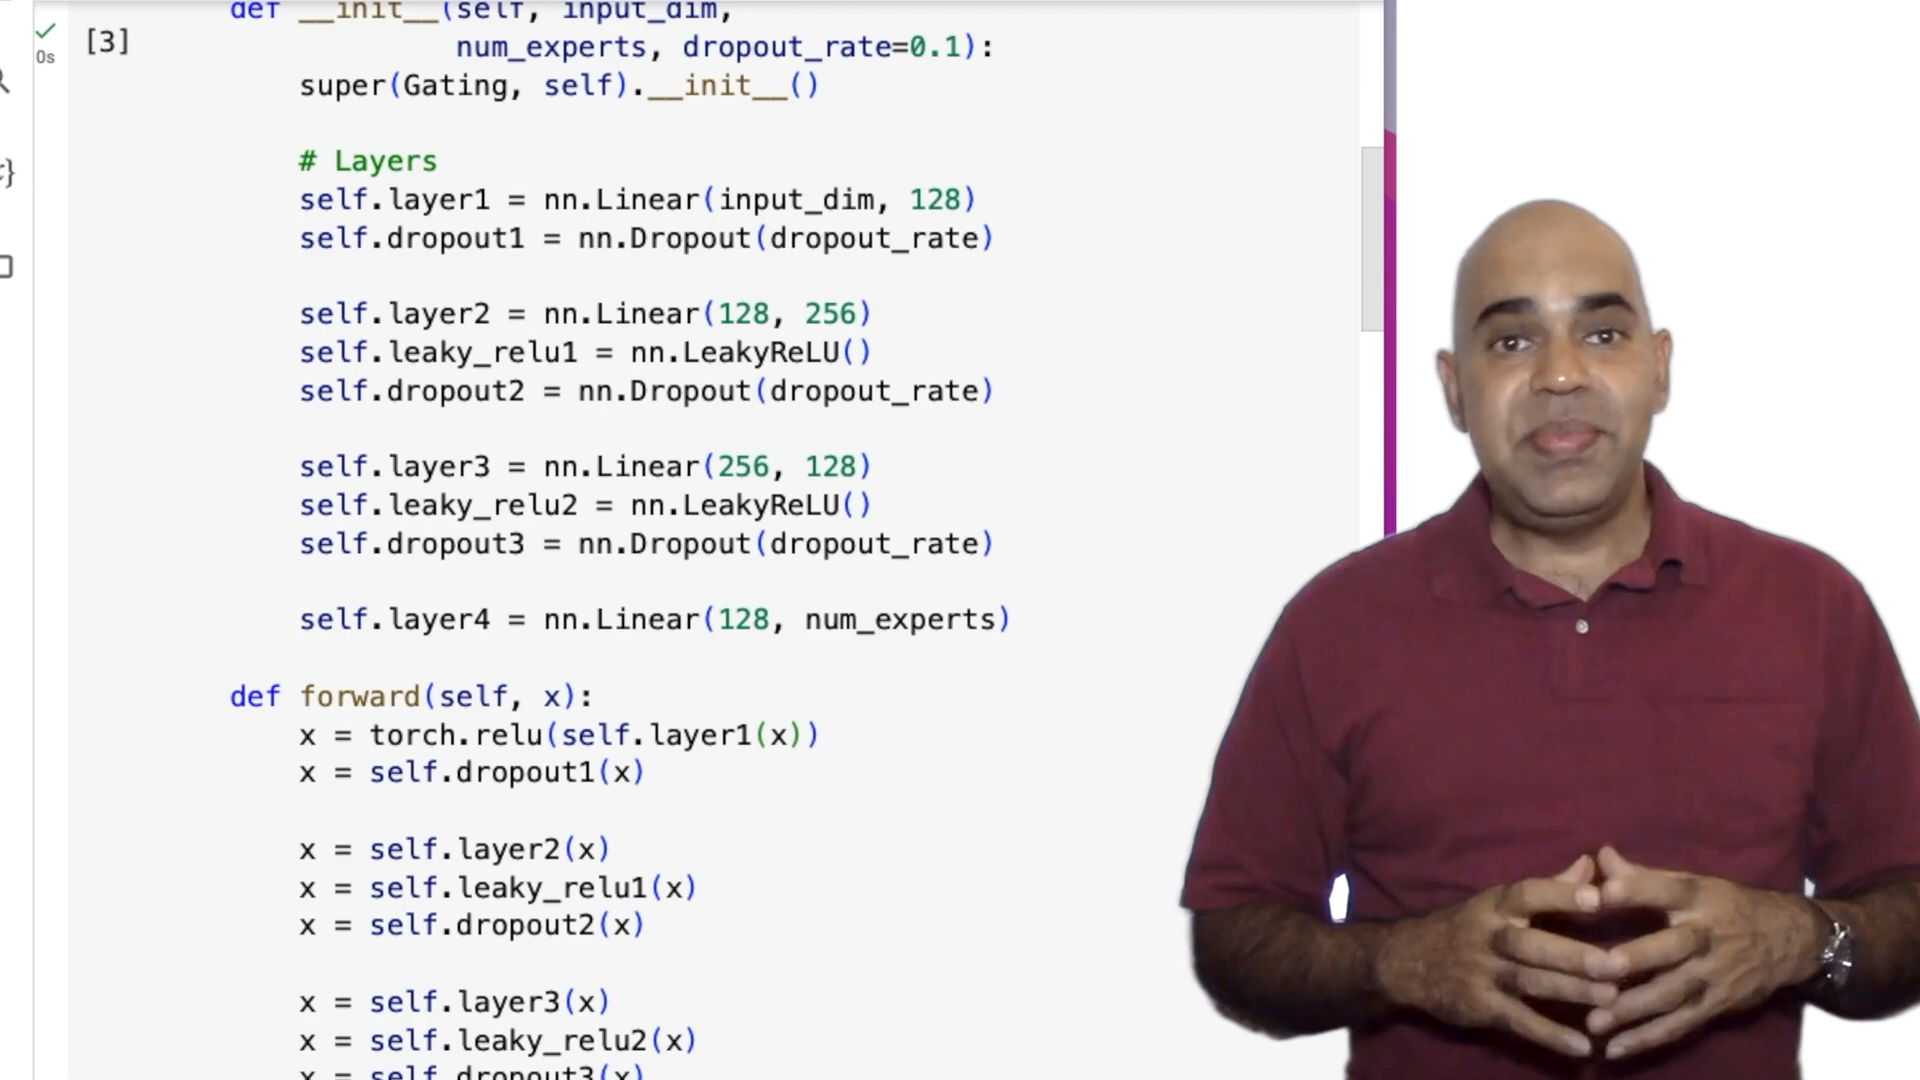 def __init__(self, input_dim,
[3]
0s
num_experts, dropout_rate=0.1):
super(Gating, self).__init__()
# Layers
self.layer1 = nn.Linear(input_dim, 128)
self.dropout1 = nn.Dropout(dropout_rate)
self.layer2 = nn.Linear(128, 256)
self.leaky_relu1 = nn.LeakyReLU()
self.dropout2 = nn.Dropout(dropout_rate)
self.layer3 = nn.Linear(256, 128)
self.leaky_relu2 = nn.LeakyReLU()
self.dropout3 = nn.Dropout(dropout_rate)
self.layer4 = nn.Linear(128, num_experts)
def forward(self, x):
x = torch.relu(self.layer1(x))
x = self.dropout1(x)
x = self.layer2(x)
x = self.leaky_relu1(x)
x = self.dropout2(x)
x = self.layer3(x)
x = self.leaky_relu2(x)
x = self.dropout3(x)